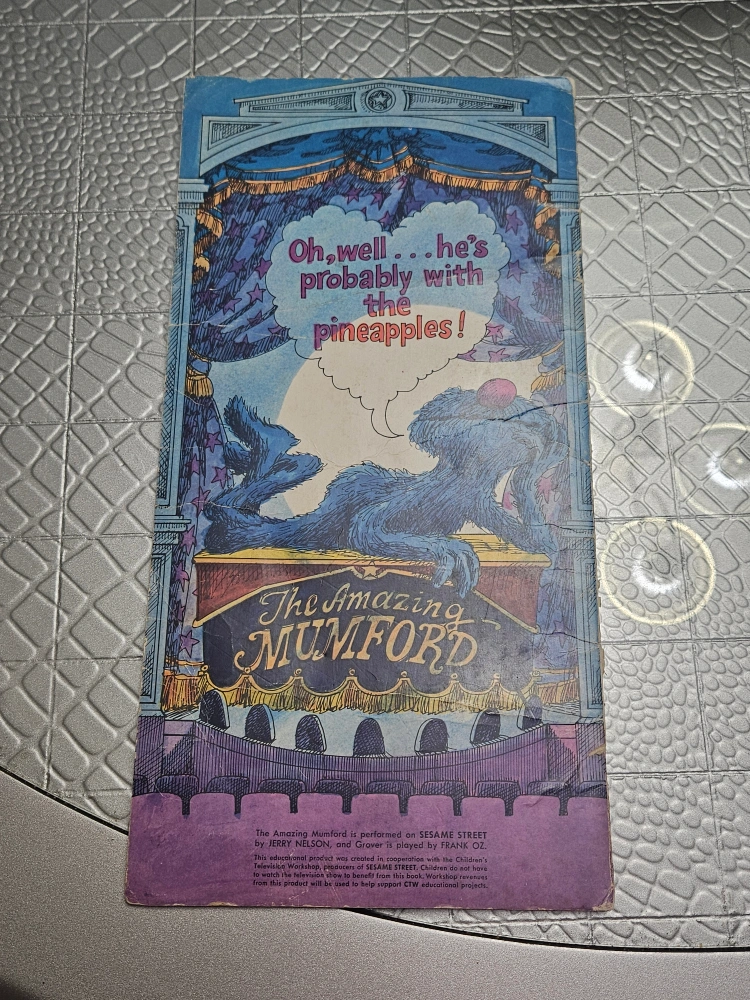 Oh, well . . . he's
probably with
the
pineapples!
The Amazing
MUMFORD
The Amazing Mumford is performed on SESAME STREET
by JERRY NELSON, and Grover is played by FRANK OZ.
This educational product was created in cooperation with the Children's
Television Workshop, producers of SESAME STREET. Children do not have
to watch the television show to benefit from this book. Workshop revenues
from this product will be used to help support CTW educational projects.